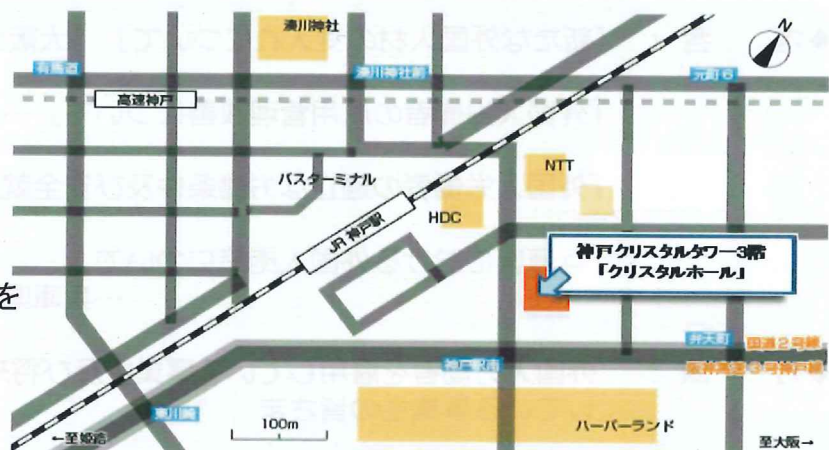 湊川神社
N
有馬道
湊川神社前
元町6
高速神戸
バスターミナル
NTT
HDC
JR 神戸駅
神戸クリスタルタワー3階
「クリスタルホール」
を
弁天町
国道2号線
神戸駅南
阪神高速3号神戸線
東川崎
100m
ハーバーランド
←至姫路
至大阪→